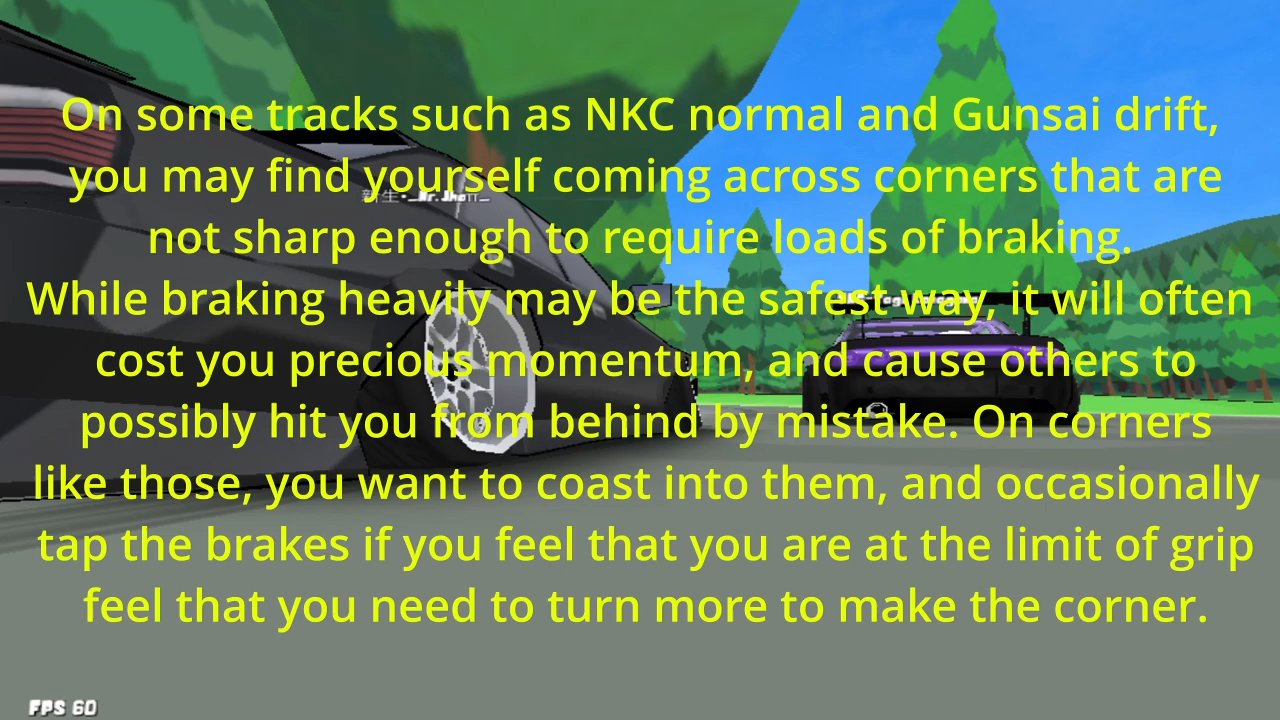 On some tracks such as NKC normal and Gunsai drift,
you may find yourself coming across corners that are
新生·_Mr.Jhon_
not sharp enough to require loads of braking.
While braking heavily may be the safest way, it will often
cost you precious momentum, and cause others to
possibly hit you from behind by mistake. On corners
like those, you want to coast into them, and occasionally
tap the brakes if you feel that you are at the limit of grip
feel that you need to turn more to make the corner.
FPS 60